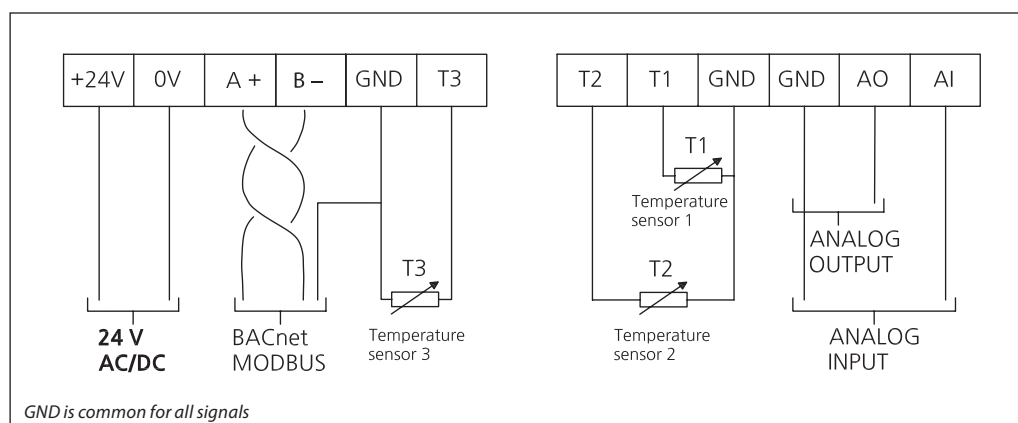 +24V 0V A + B – GND T3
T2 T1 GND GND AO AI
T1
Temperature
sensor 1
ANALOG
OUTPUT
T3
T2
24 V
AC/DC
BACnet
MODBUS
Temperature
sensor 3
Temperature
sensor 2
ANALOG
INPUT
GND is common for all signals